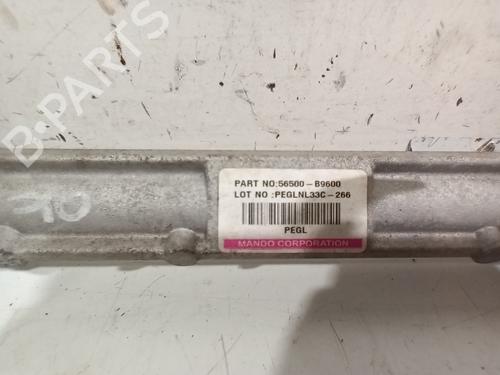 B-PARTS
PART NO:56500-B9600
LOT NO :PEGLNL33C-266
PEGL
MANDO CORPORATION